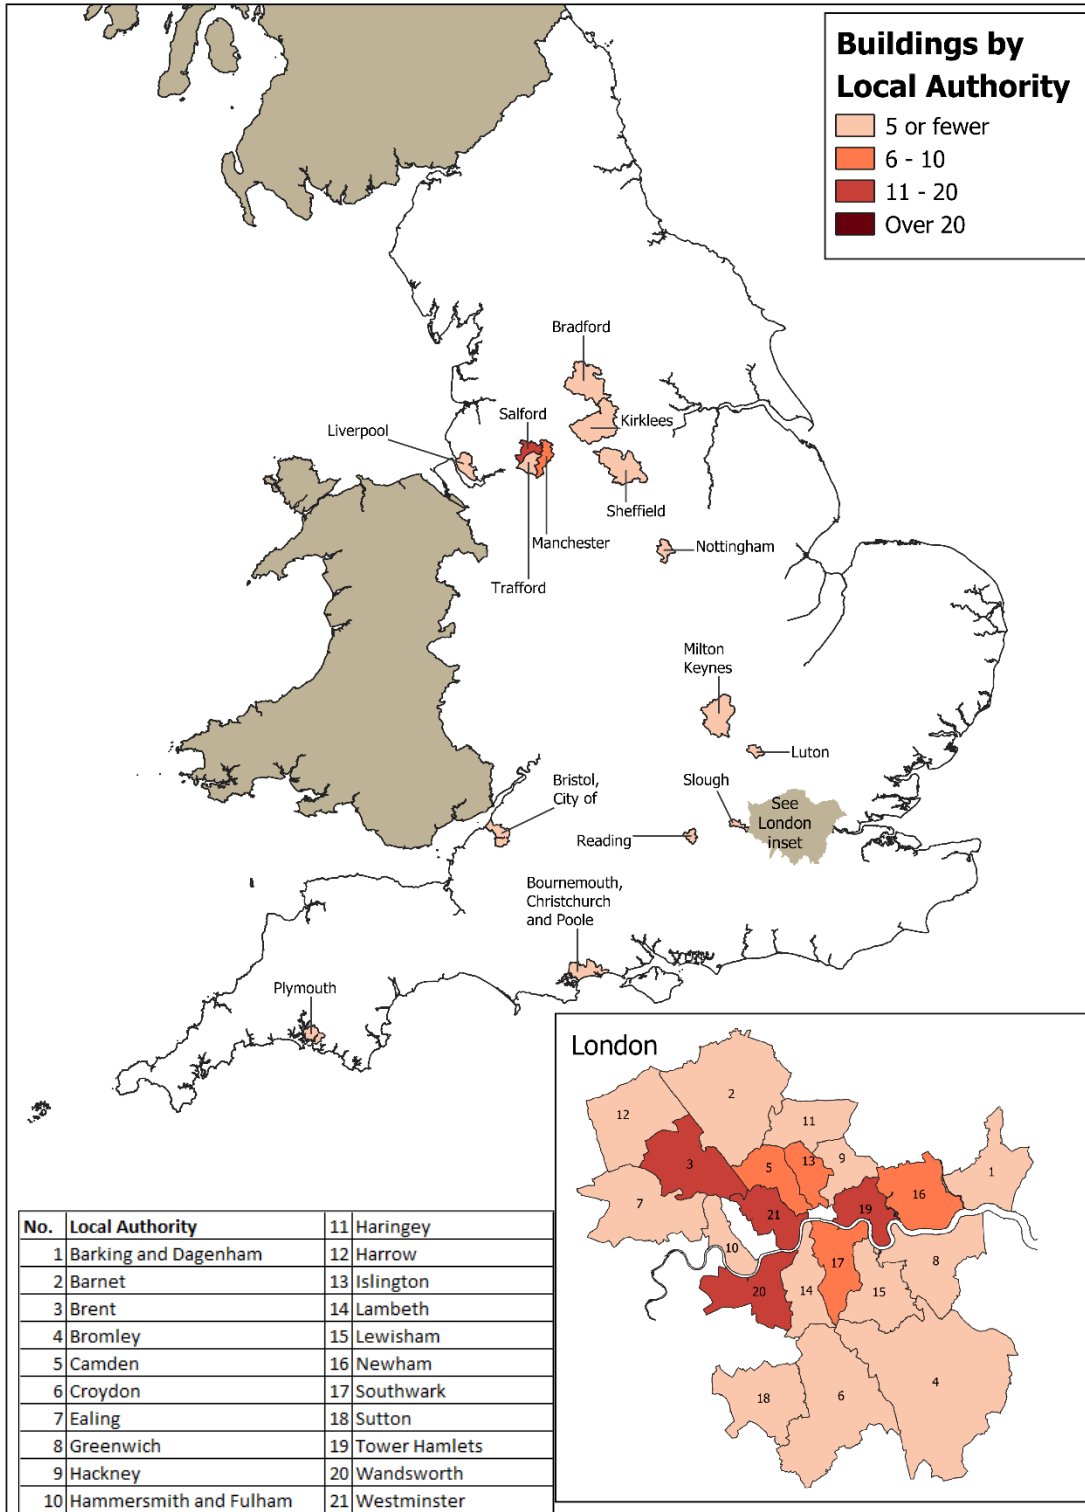 Buildings by
Local Authority
5 or fewer
6 - 10
11 - 20
Over 20
Bradford
Salford
Kirklees
Liverpool
Sheffield
Manchester
Nottingham
Trafford
Milton
Keynes
Luton
Bristol,
City of
Slough
See
London
inset
Reading
Bournemouth,
Christchurch
and Poole
Plymouth
London
2
12
11
3
5
13
9
1
16
7
21
19
10
17
8
20
14
15
18
6
4
No. Local Authority 11 Haringey
1 Barking and Dagenham 12 Harrow
2 Barnet 13 Islington
3 Brent 14 Lambeth
4 Bromley 15 Lewisham
5 Camden 16 Newham
6 Croydon 17 Southwark
7 Ealing 18 Sutton
8 Greenwich 19 Tower Hamlets
9 Hackney 20 Wandsworth
10 Hammersmith and Fulham 21 Westminster